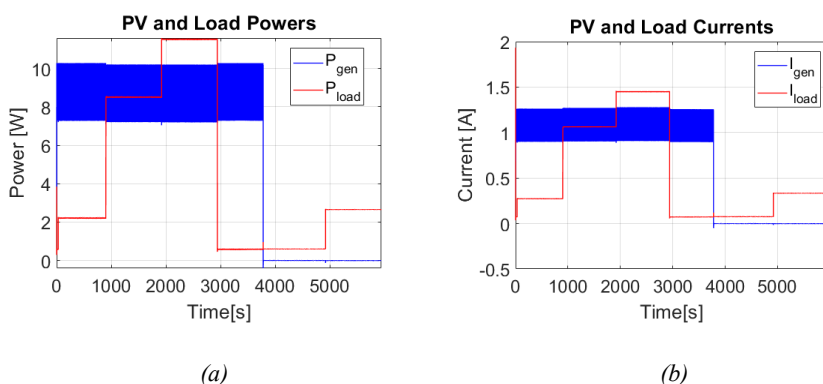 PV and Load Powers
Power [W]
10
8
6
4
2
0
P_gen
P_load
0 1000 2000 3000 4000 5000
Time[s]
(a)
PV and Load Currents
Current [A]
2
1.5
1
0.5
0
-0.5
I_gen
I_load
0 1000 2000 3000 4000 5000
Time[s]
(b)